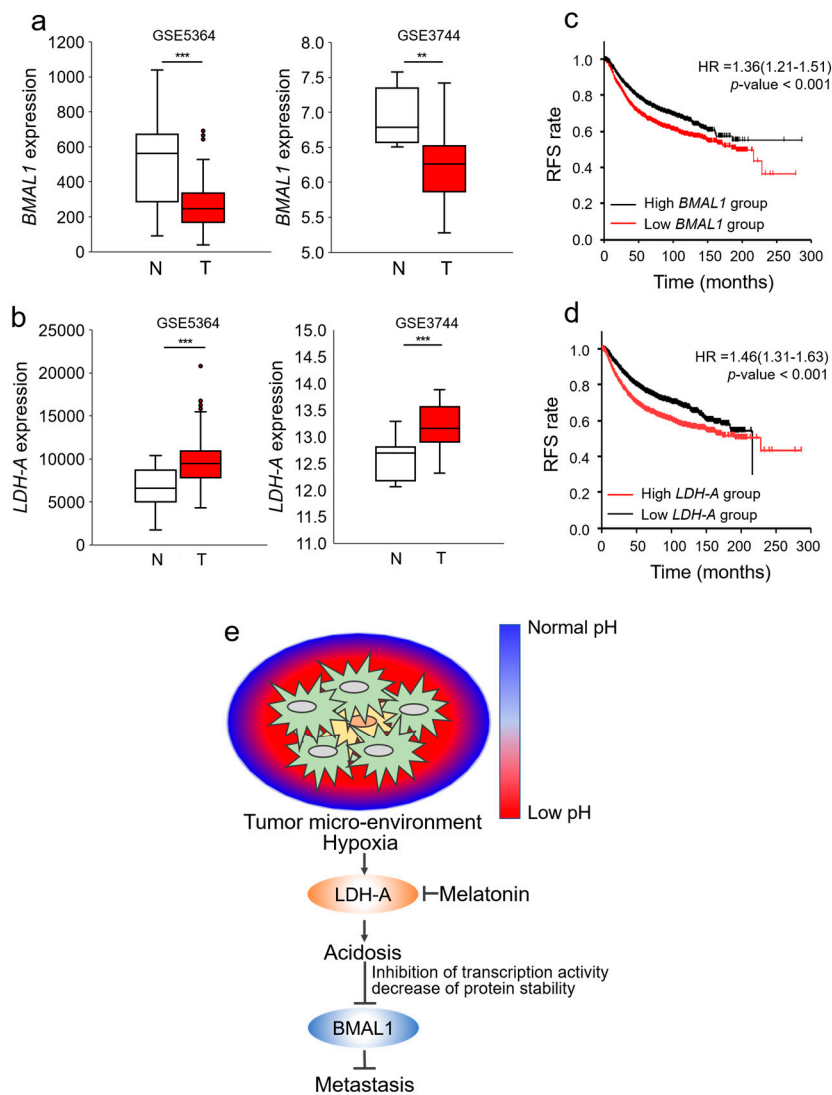 a
GSE5364
***
BMAL1 expression
1200
1000
800
600
400
200
0
N T
GSE3744
**
BMAL1 expression
8.0
7.5
7.0
6.5
6.0
5.5
5.0
N T
c
HR =1.36(1.21-1.51)
p-value < 0.001
RFS rate
1.0
0.8
0.6
0.4
0.2
0.0
High BMAL1 group
Low BMAL1 group
0 50 100 150 200 250 300
Time (months)
b
GSE5364
***
LDH-A expression
25000
20000
15000
10000
5000
0
N T
GSE3744
***
LDH-A expression
15.0
14.5
14.0
13.5
13.0
12.5
12.0
11.0
N T
d
HR =1.46(1.31-1.63)
p-value < 0.001
RFS rate
1.0
0.8
0.6
0.4
0.2
0.0
High LDH-A group
Low LDH-A group
0 50 100 150 200 250 300
Time (months)
e
Normal pH
Low pH
Tumor micro-environment
Hypoxia
LDH-A
Melatonin
Acidosis
Inhibition of transcription activity
decrease of protein stability
BMAL1
Metastasis